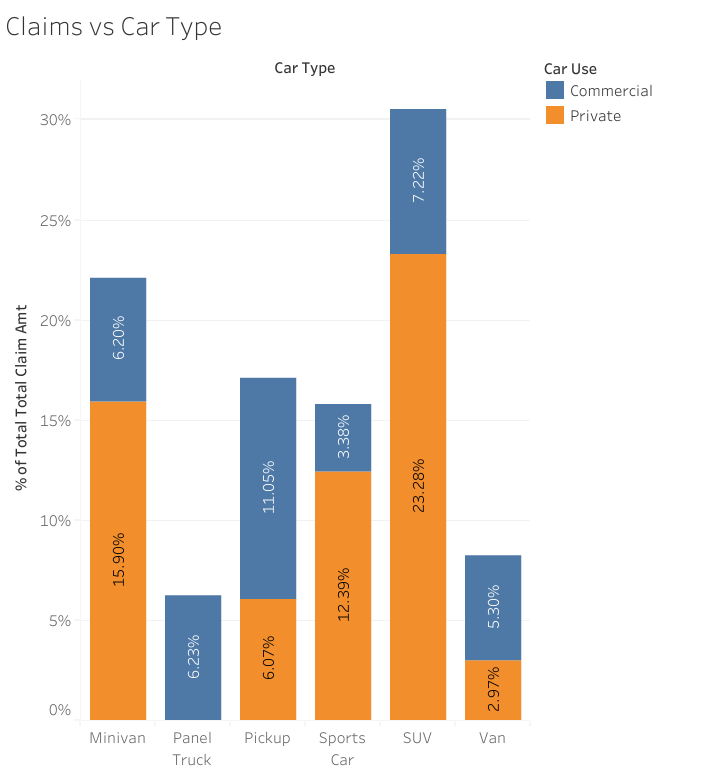 Claims vs Car Type
Car Type
Car Use
Commercial
Private
% of Total Total Claim Amt
30%
25%
20%
15%
10%
5%
0%
6.20%
15.90%
6.23%
11.05%
6.07%
3.38%
12.39%
7.22%
23.28%
5.30%
2.97%
Minivan
Panel
Truck
Pickup
Sports
Car
SUV
Van